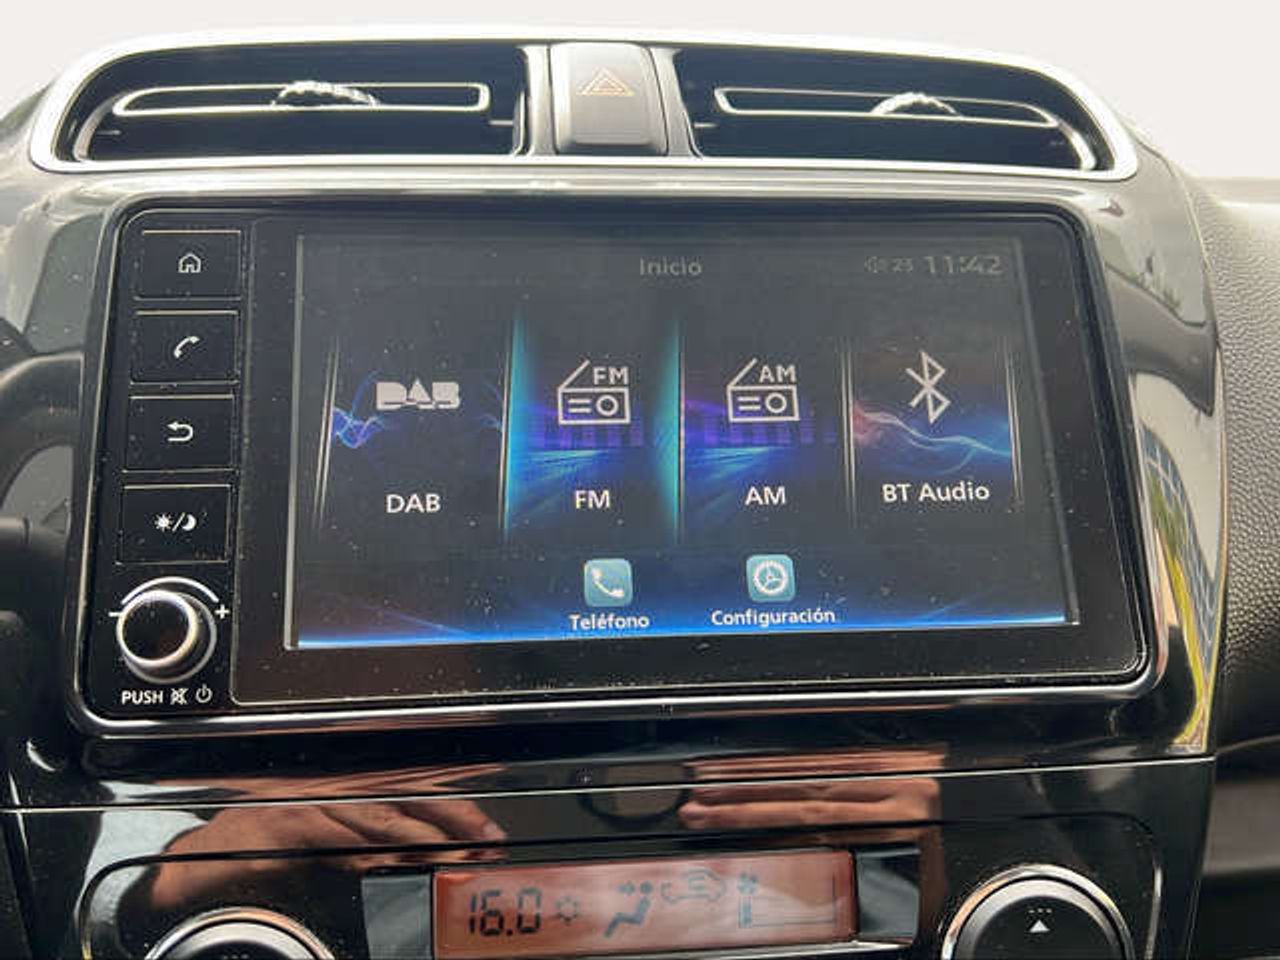 Inicio
23 11:42
DAB
FM
AM
DAB
FM
AM
BT Audio
Teléfono
Configuración
- +
PUSH
16.0